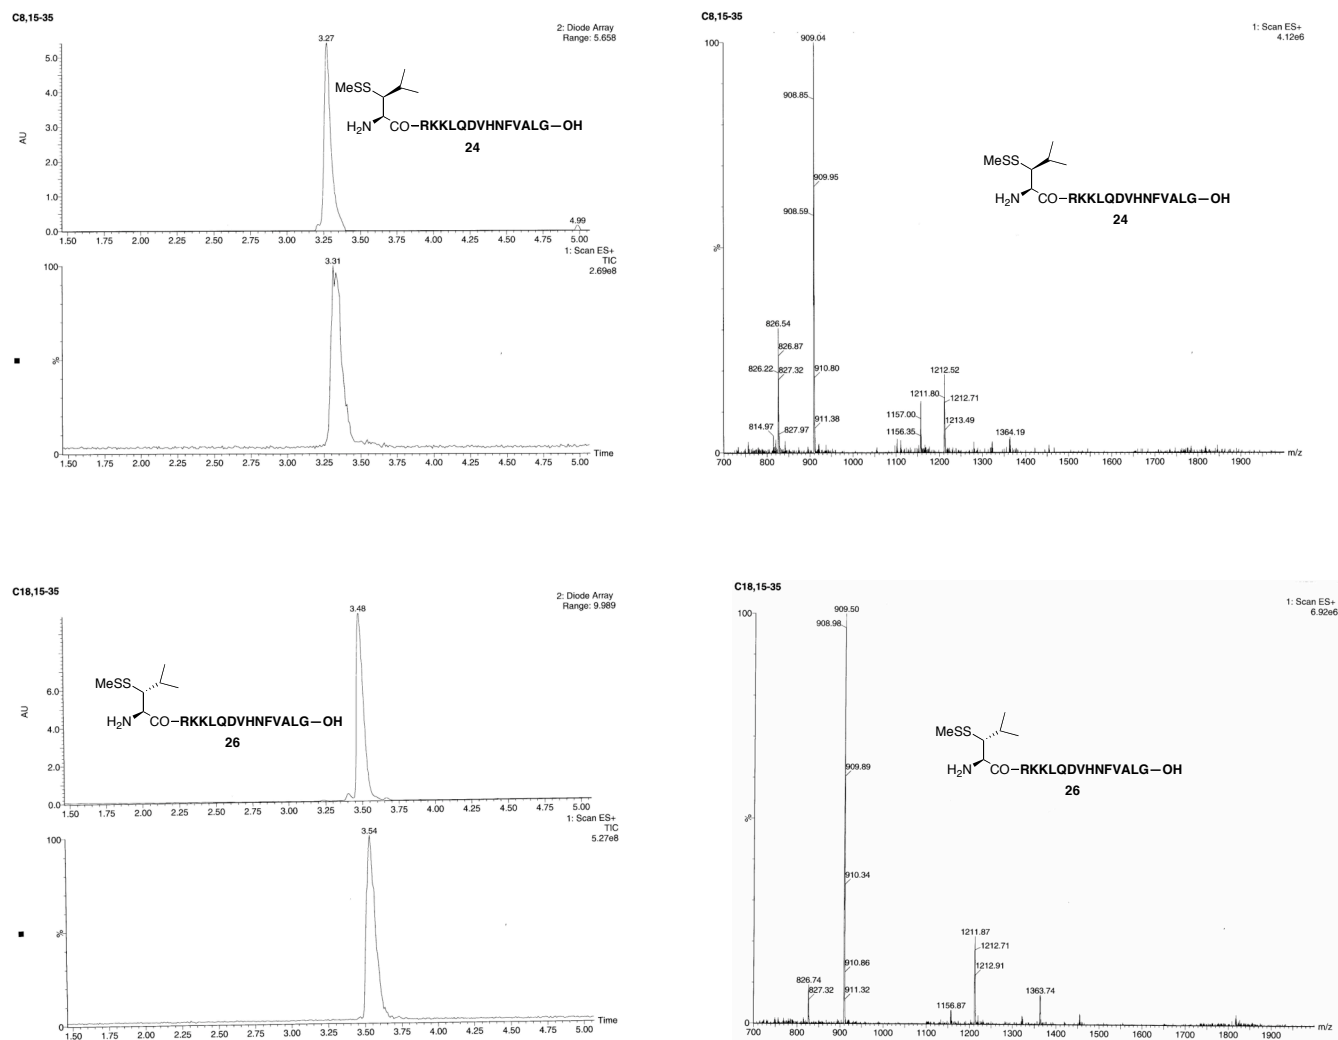 C8,15-35
2: Diode Array
Range: 5.658
3.27
5.0
4.0
3.0
2.0
1.0
0.0
AU
MeSS
H₂N CO–RKKLQDVHNFVALG–OH
24
4.99
1.50 1.75 2.00 2.25 2.50 2.75 3.00 3.25 3.50 3.75 4.00 4.25 4.50 4.75 5.00
1: Scan ES+
TIC
2.69e8
3.31
100
%
0
1.50 1.75 2.00 2.25 2.50 2.75 3.00 3.25 3.50 3.75 4.00 4.25 4.50 4.75 5.00
Time
C8,15-35
1: Scan ES+
4.12e6
909.04
100
908.85
909.95
908.59
MeSS
H₂N CO–RKKLQDVHNFVALG–OH
24
%
826.54
826.87
826.22 827.32
910.80
1212.52
1211.80
1212.71
1157.00
911.38
1213.49
814.97
827.97
1156.35
1364.19
0
700 800 900 1000 1100 1200 1300 1400 1500 1600 1700 1800 1900
m/z
C18,15-35
2: Diode Array
Range: 9.989
3.48
6.0
4.0
2.0
0.0
AU
MeSS
H₂N CO–RKKLQDVHNFVALG–OH
26
1.50 1.75 2.00 2.25 2.50 2.75 3.00 3.25 3.50 3.75 4.00 4.25 4.50 4.75 5.00
1: Scan ES+
TIC
5.27e8
3.54
100
%
0
1.50 1.75 2.00 2.25 2.50 2.75 3.00 3.25 3.50 3.75 4.00 4.25 4.50 4.75 5.00
Time
C18,15-35
1: Scan ES+
6.92e6
909.50
100
908.98
MeSS
H₂N CO–RKKLQDVHNFVALG–OH
26
909.89
%
910.34
1211.87
1212.71
910.86
1212.91
826.74
827.32
911.32
1156.87
1363.74
0
700 800 900 1000 1100 1200 1300 1400 1500 1600 1700 1800 1900
m/z